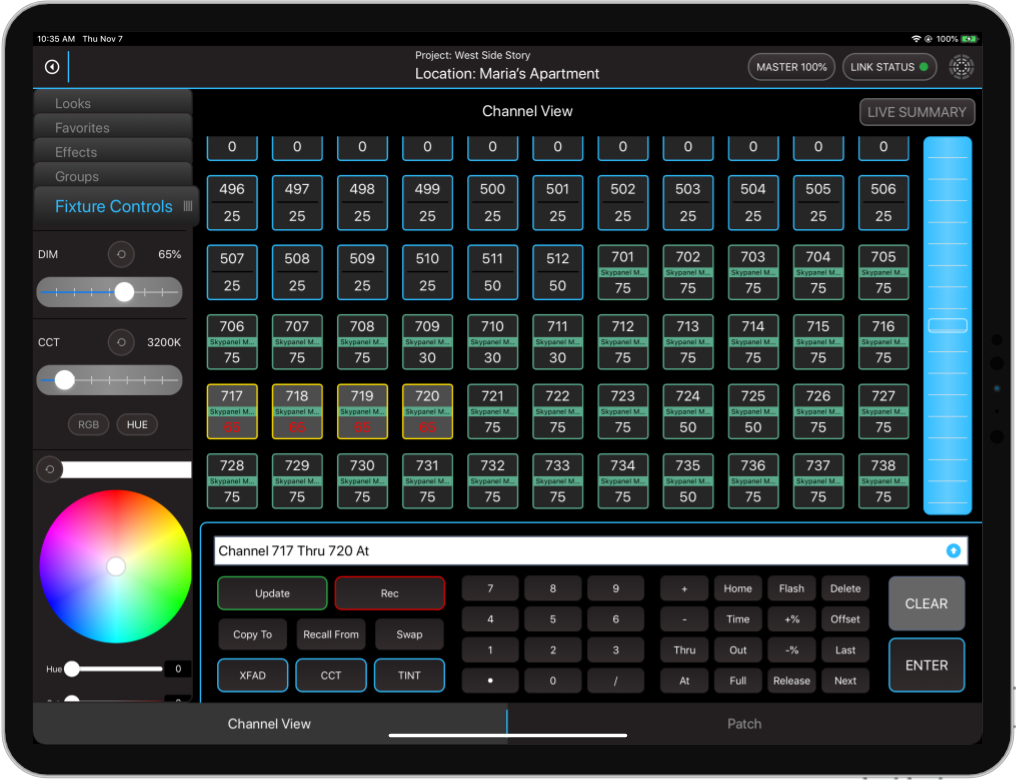 10:35 AM Thu Nov 7 100%
Project: West Side Story
Location: Maria's Apartment
MASTER 100% LINK STATUS
Looks
Favorites
Effects
Groups
Fixture Controls
DIM 65%
CCT 3200K
RGB HUE
Hue 0
Channel View
LIVE SUMMARY
0 0 0 0 0 0 0 0 0 0 0
496 497 498 499 500 501 502 503 504 505 506
25 25 25 25 25 25 25 25 25 25 25
507 508 509 510 511 512 701 702 703 704 705
Skypanel M... Skypanel M... Skypanel M... Skypanel M... Skypanel M...
25 25 25 25 50 50 75 75 75 75 75
706 707 708 709 710 711 712 713 714 715 716
Skypanel M... Skypanel M... Skypanel M... Skypanel M... Skypanel M... Skypanel M... Skypanel M... Skypanel M... Skypanel M... Skypanel M... Skypanel M...
75 75 75 30 30 30 75 75 75 75 75
717 718 719 720 721 722 723 724 725 726 727
Skypanel M... Skypanel M... Skypanel M... Skypanel M... Skypanel M... Skypanel M... Skypanel M... Skypanel M... Skypanel M... Skypanel M... Skypanel M...
75 75 75 50 50 75 75
728 729 730 731 732 733 734 735 736 737 738
Skypanel M... Skypanel M... Skypanel M... Skypanel M... Skypanel M... Skypanel M... Skypanel M... Skypanel M... Skypanel M... Skypanel M... Skypanel M...
75 75 75 75 75 75 75 50 75 75 75
Channel 717 Thru 720 At
Update Rec 7 8 9 + Home Flash Delete CLEAR
Copy To Recall From Swap 4 5 6 - Time +% Offset
1 2 3 Thru Out -% Last
XFAD CCT TINT • 0 / At Full Release Next ENTER
Channel View Patch